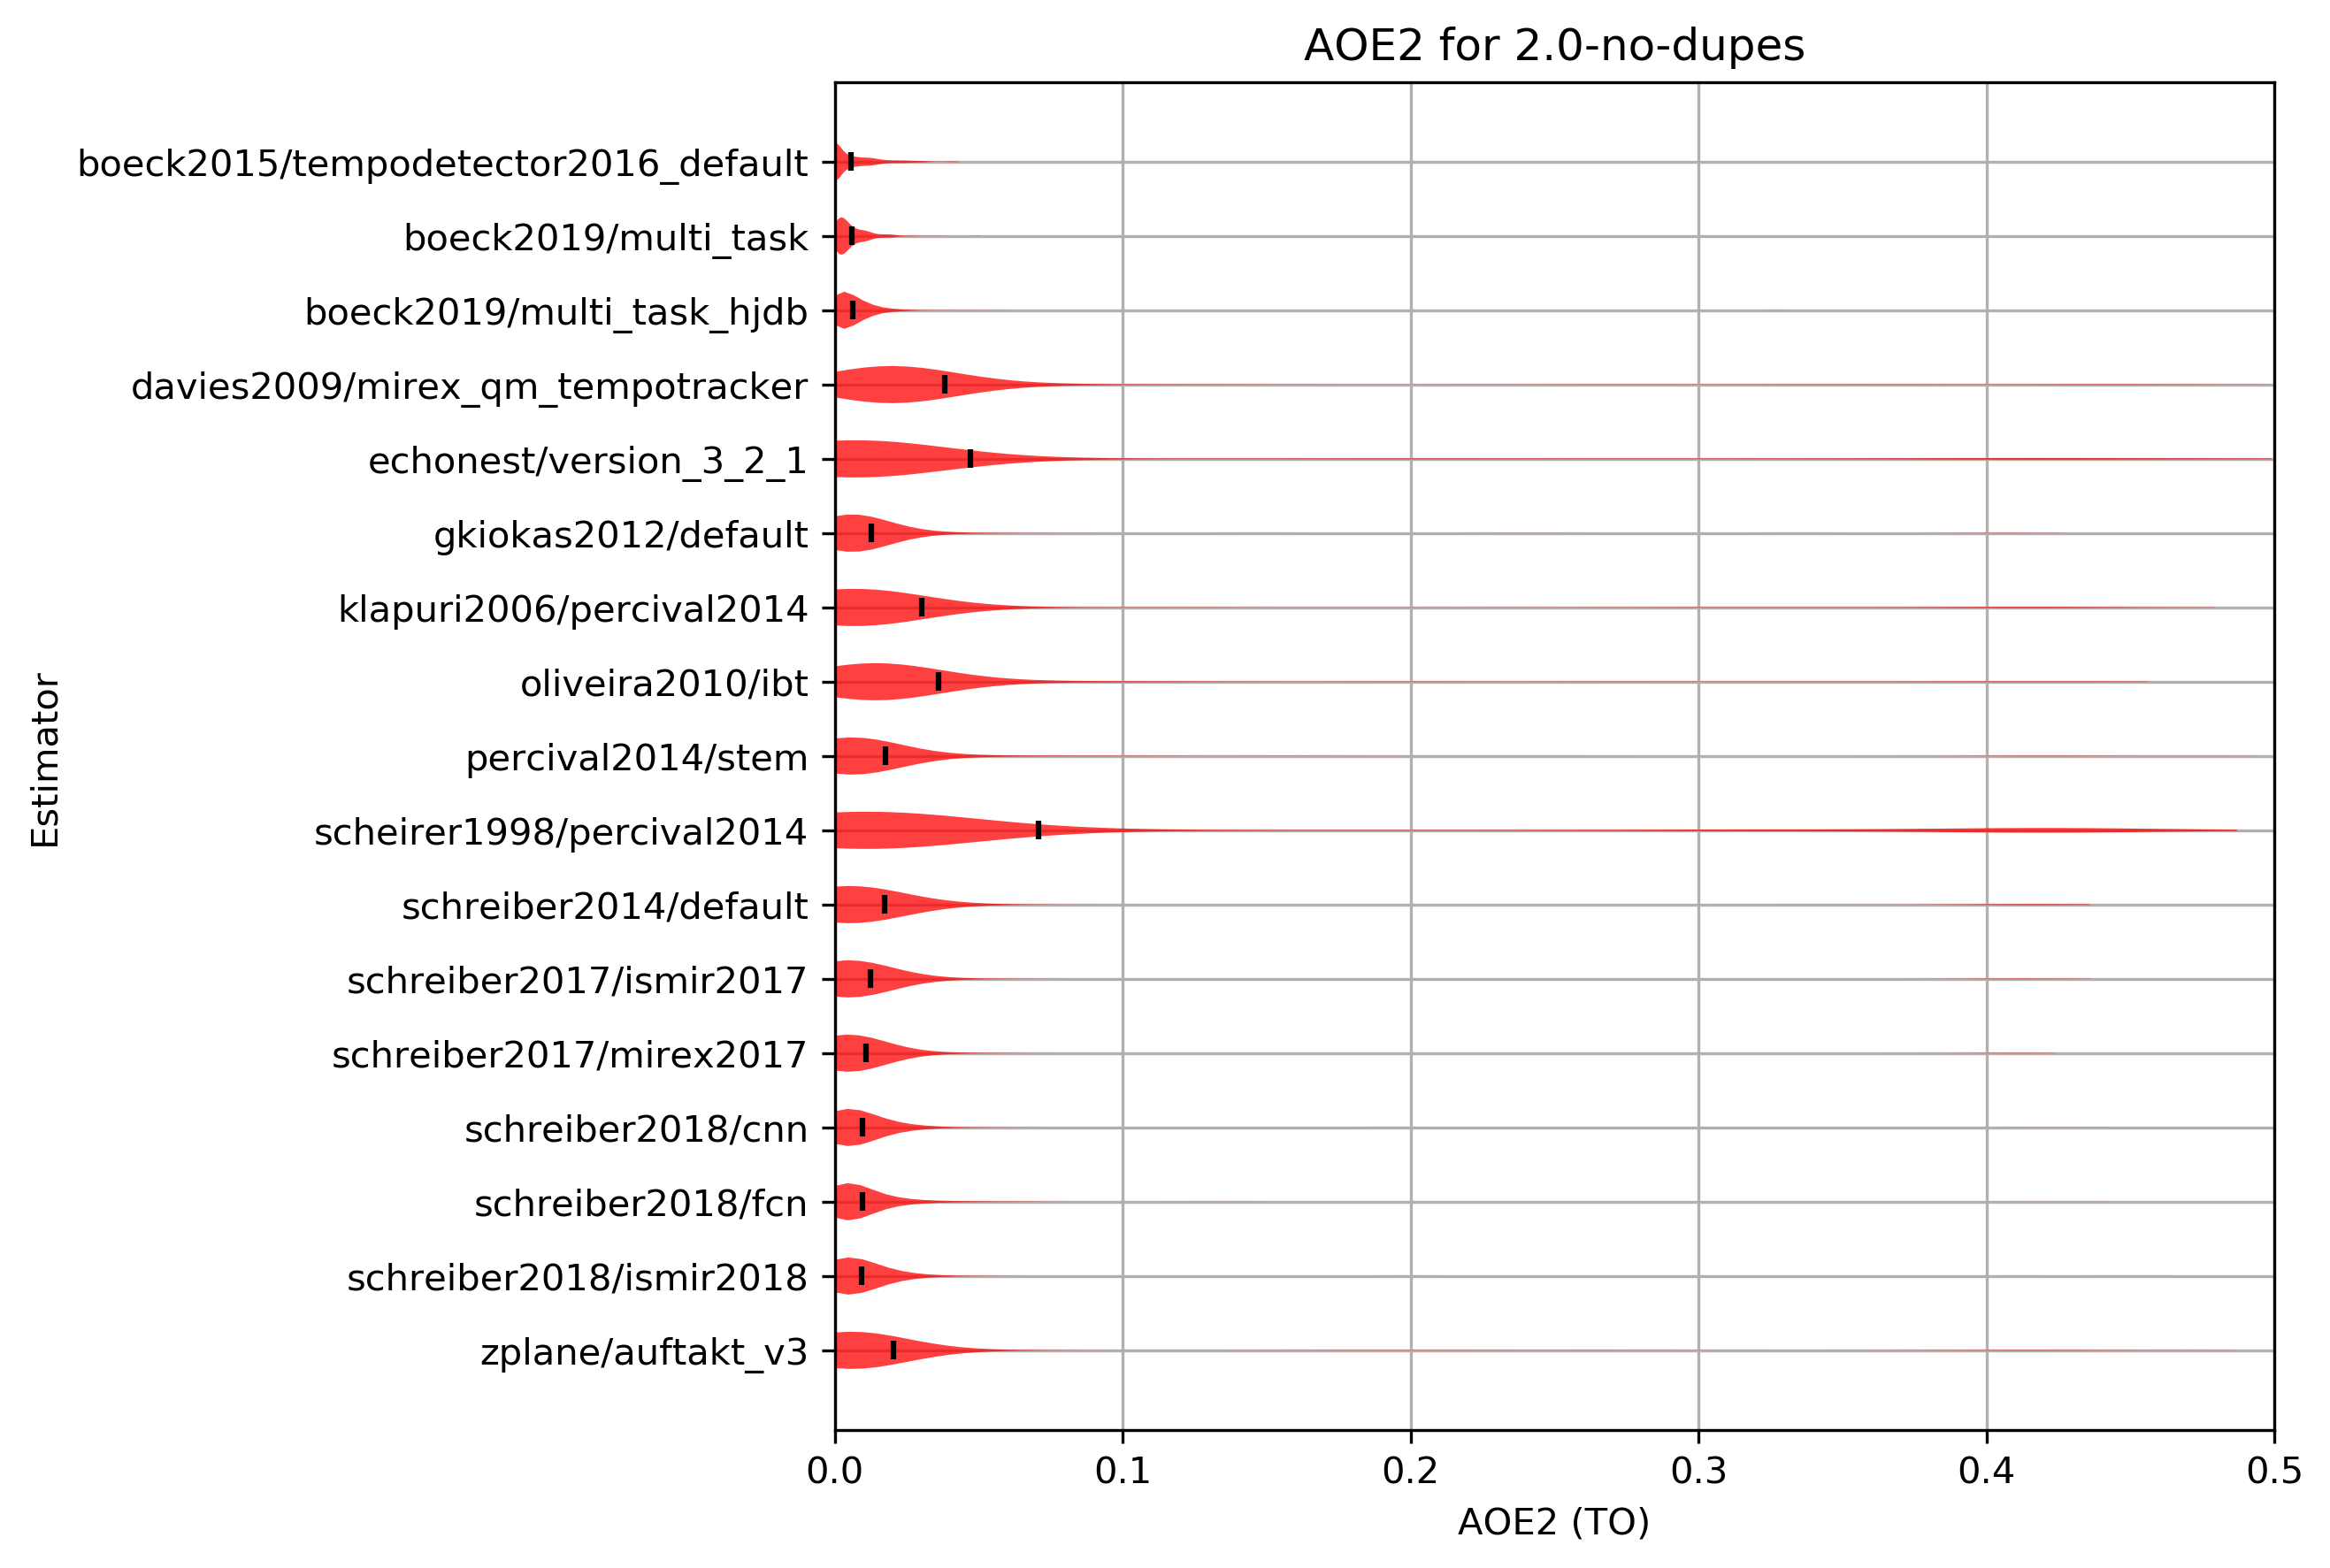 AOE2 for 2.0-no-dupes
Estimator
boeck2015/tempodetector2016_default
boeck2019/multi_task
boeck2019/multi_task_hjdb
davies2009/mirex_qm_tempotracker
echonest/version_3_2_1
gkiokas2012/default
klapuri2006/percival2014
oliveira2010/ibt
percival2014/stem
scheirer1998/percival2014
schreiber2014/default
schreiber2017/ismir2017
schreiber2017/mirex2017
schreiber2018/cnn
schreiber2018/fcn
schreiber2018/ismir2018
zplane/auftakt_v3
0.0 0.1 0.2 0.3 0.4 0.5
AOE2 (TO)